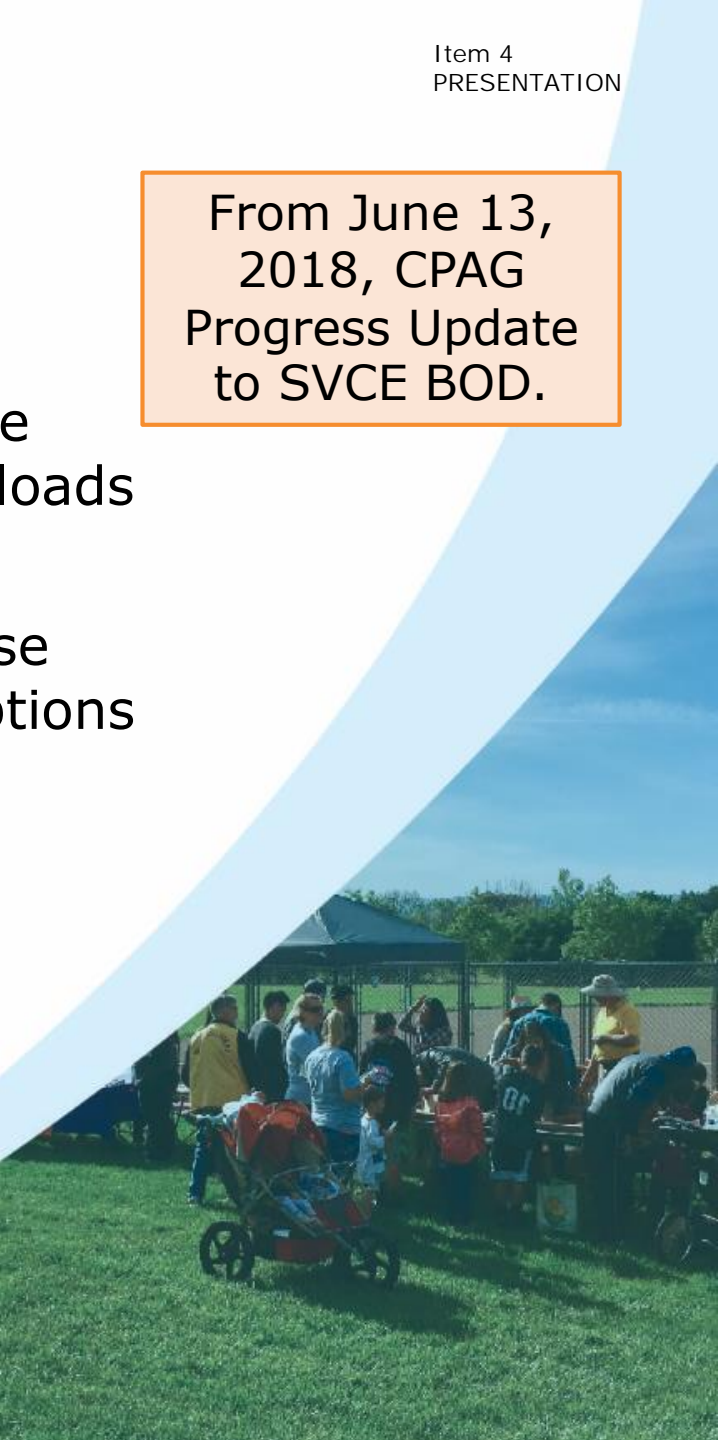 Item 4
PRESENTATION
From June 13,
2018, CPAG
Progress Update
to SVCE BOD.
e
loads
se
otions